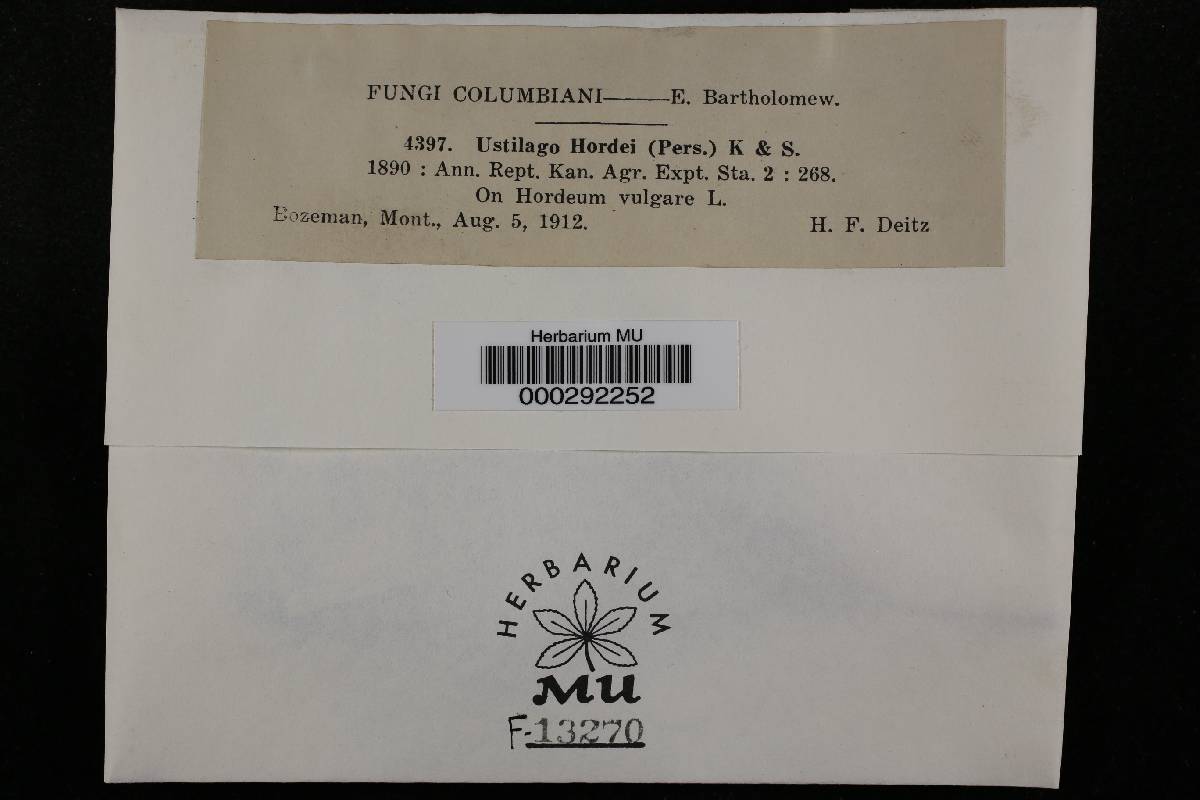 FUNGI COLUMBIANI——E. Bartholomew.
4397. Ustilago Hordei (Pers.) K & S.
1890 : Ann. Rept. Kan. Agr. Expt. Sta. 2 : 268.
On Hordeum vulgare L.
Bozeman, Mont., Aug. 5, 1912. H. F. Deitz
Herbarium MU
000292252
HERBARIUM
MU
F-13270